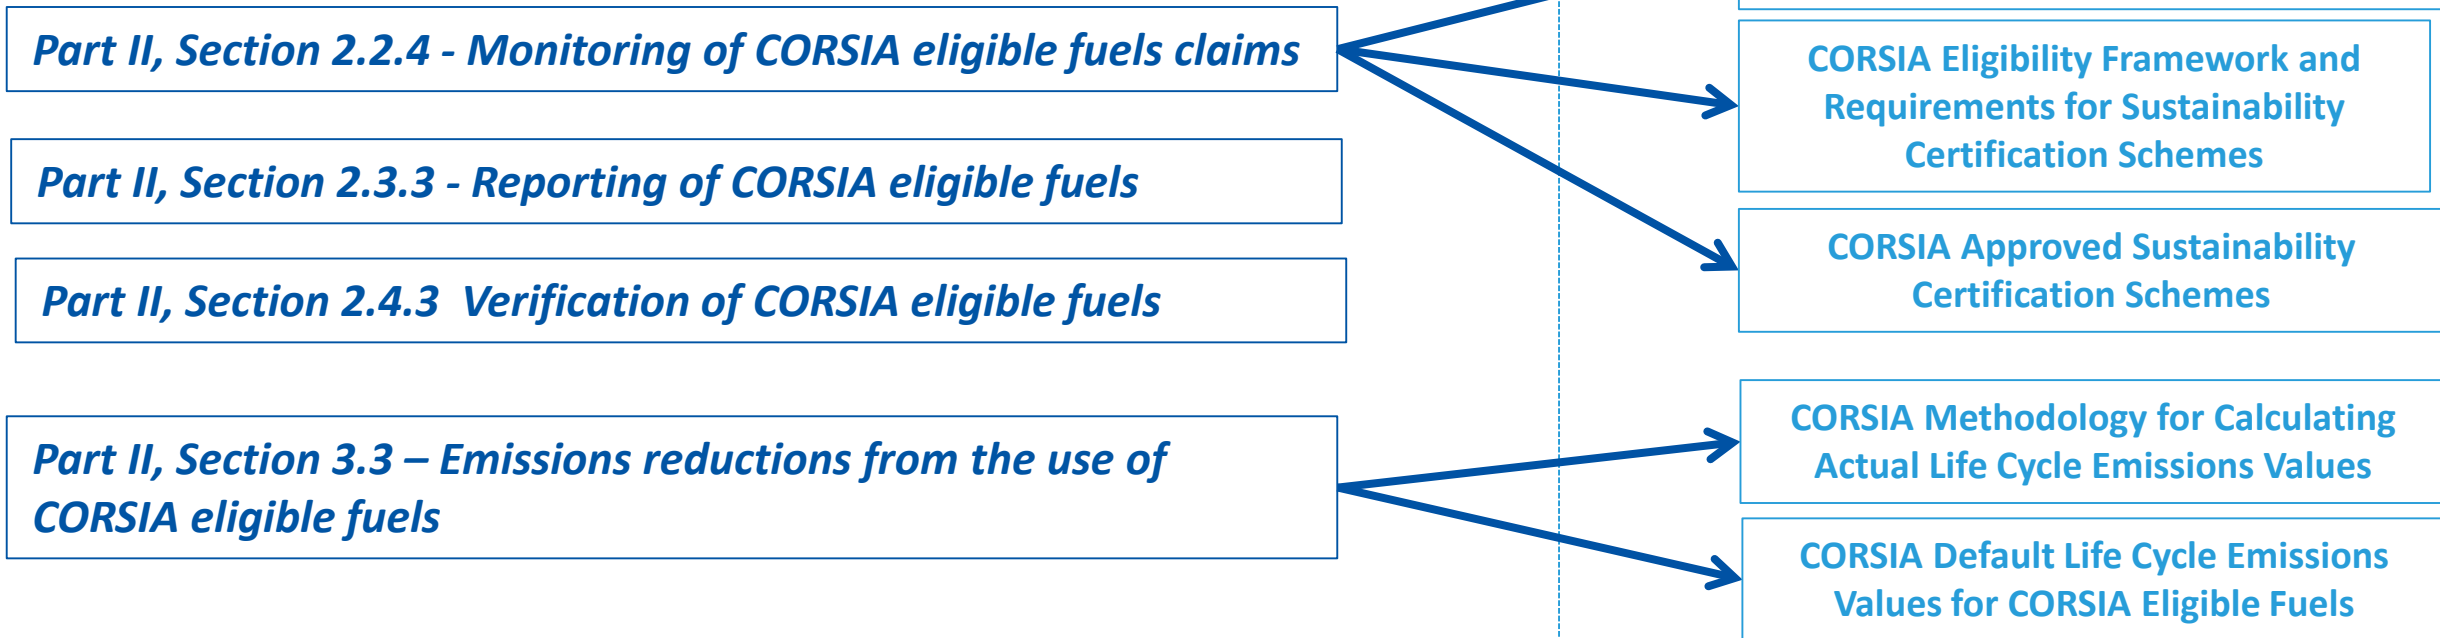 Part II, Section 2.2.4 - Monitoring of CORSIA eligible fuels claims
Part II, Section 2.3.3 - Reporting of CORSIA eligible fuels
Part II, Section 2.4.3  Verification of CORSIA eligible fuels
Part II, Section 3.3 – Emissions reductions from the use of
CORSIA eligible fuels
CORSIA Eligibility Framework and
Requirements for Sustainability
Certification Schemes
CORSIA Approved Sustainability
Certification Schemes
CORSIA Methodology for Calculating
Actual Life Cycle Emissions Values
CORSIA Default Life Cycle Emissions
Values for CORSIA Eligible Fuels